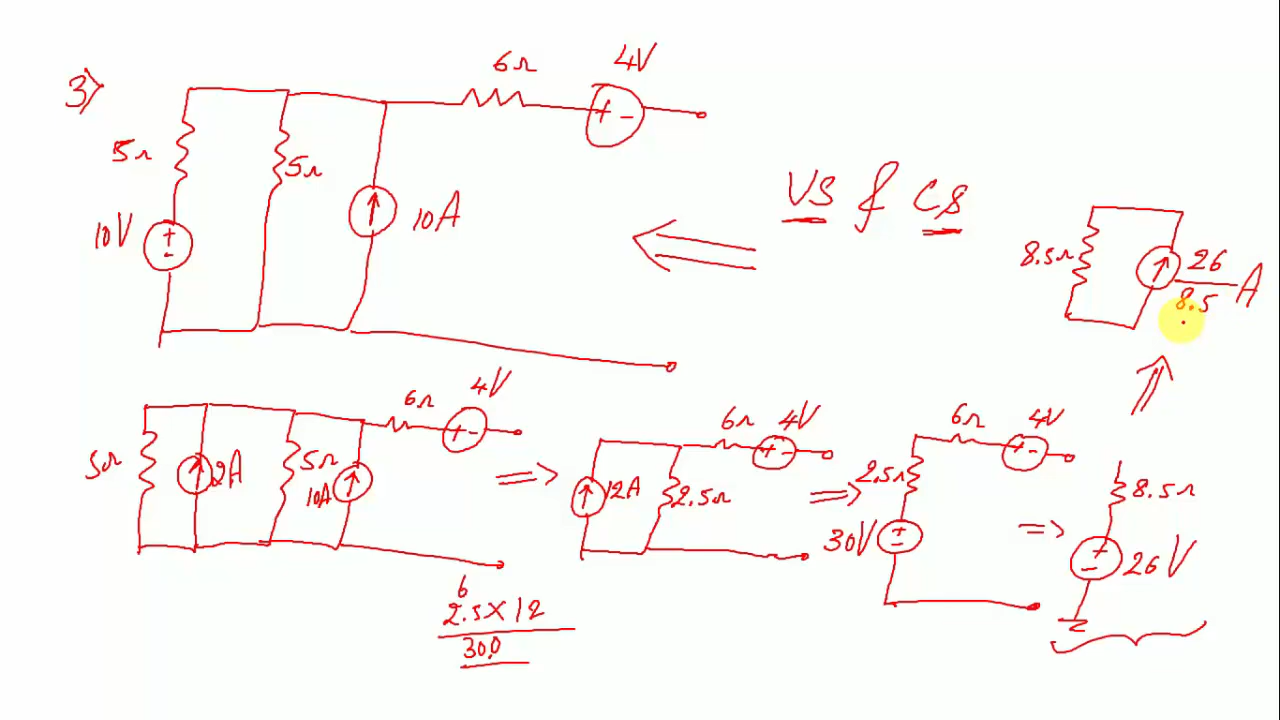 3)
6Ω 4V
5Ω 5Ω
10V + - 10A + -
VS & CS
8.5Ω 26
8.5 A
5Ω 2A 5Ω 10A 6Ω 4V + -
=> 12A 2.5Ω 6Ω 4V + -
=> 2.5Ω 30V + - 6Ω 4V + -
=> 8.5Ω + - 26V
6
2.5×12
30.0